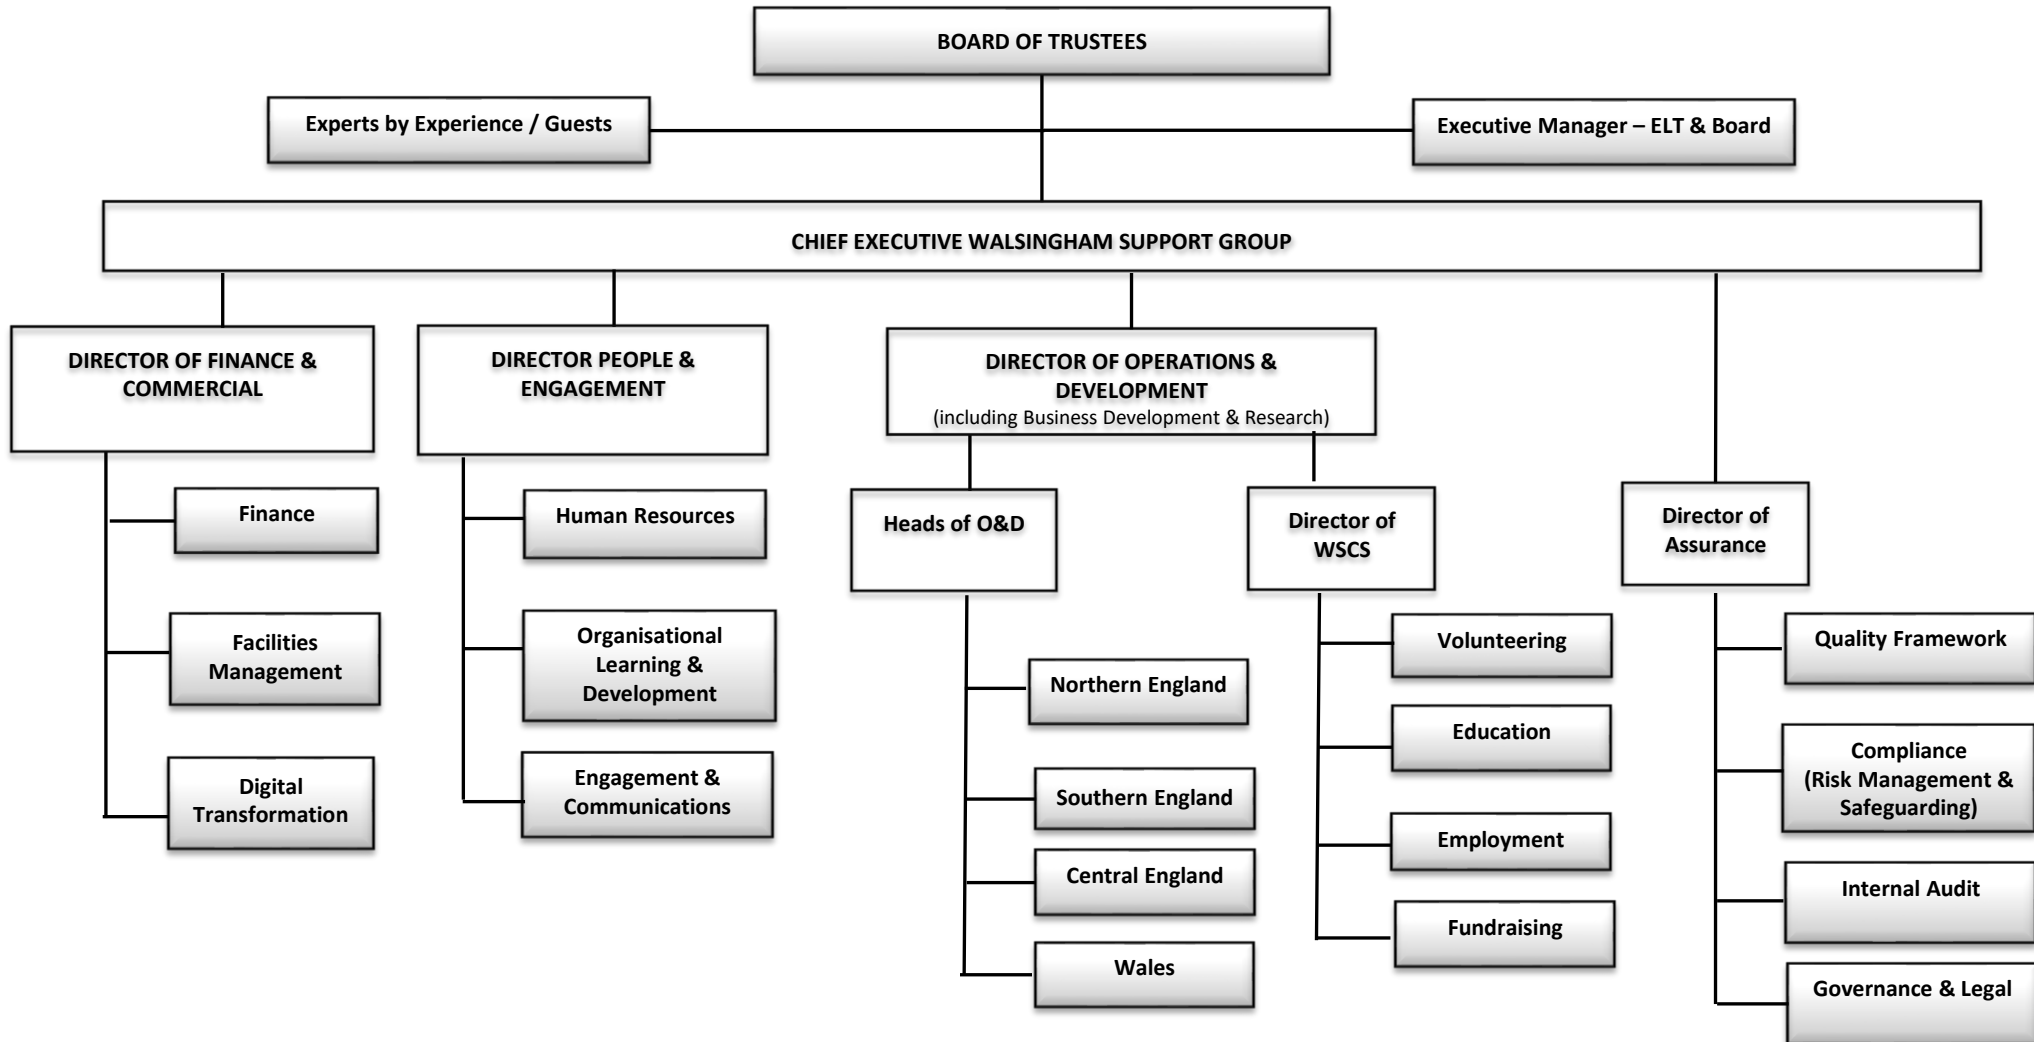 BOARD OF TRUSTEES
Experts by Experience / Guests
Executive Manager – ELT & Board
CHIEF EXECUTIVE WALSINGHAM SUPPORT GROUP
DIRECTOR OF FINANCE &
COMMERCIAL
DIRECTOR PEOPLE &
ENGAGEMENT
DIRECTOR OF OPERATIONS &
DEVELOPMENT
(including Business Development & Research)
Finance
Facilities
Management
Digital
Transformation
Human Resources
Organisational
Learning &
Development
Engagement &
Communications
Heads of O&D
Northern England
Southern England
Central England
Wales
Director of
WSCS
Volunteering
Education
Employment
Fundraising
Director of
Assurance
Quality Framework
Compliance
(Risk Management &
Safeguarding)
Internal Audit
Governance & Legal